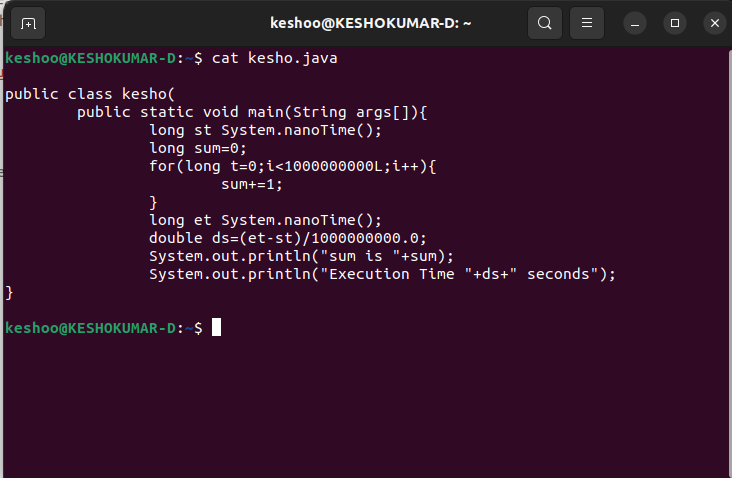 keshoo@KESHOKUMAR-D: ~
keshoo@KESHOKUMAR-D:~$ cat kesho.java
public class kesho(
public static void main(String args[]){
long st System.nanoTime();
long sum=0;
for(long t=0;i<1000000000L;i++){
sum+=1;
}
long et System.nanoTime();
double ds=(et-st)/1000000000.0;
System.out.println("sum is "+sum);
System.out.println("Execution Time "+ds+" seconds");
}
keshoo@KESHOKUMAR-D:~$